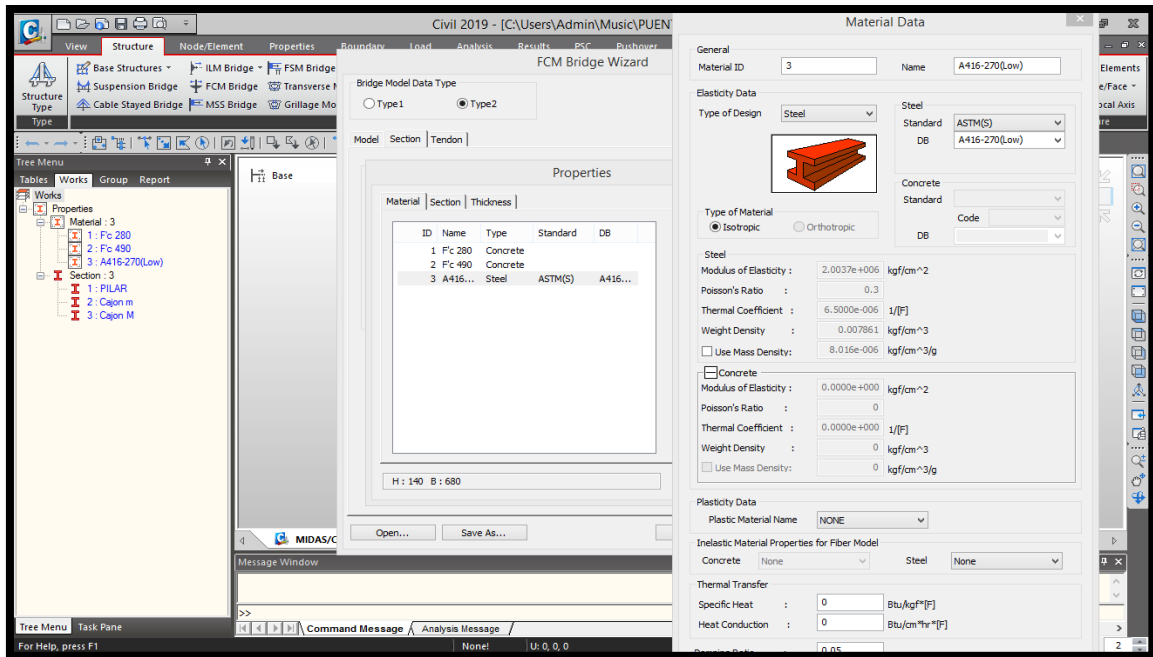 Civil 2019 - [C:\Users\Admin\Music\PUEN
View Structure Node/Element Properties Boundary Load Analysis Results PSC Pushover
Structure Type
Type
Base Structures
Suspension Bridge
Cable Stayed Bridge
ILM Bridge
FCM Bridge
MSS Bridge
FSM Bridge
Transverse M
Grillage Mo
Elements
e/Face
ocal Axis
re
Tree Menu
Tables Works Group Report
Works
Properties
Material : 3
1 : F'c 280
2 : F'c 490
3 : A416-270(Low)
Section : 3
1 : PILAR
2 : Cajon m
3 : Cajon M
Tree Menu Task Pane
For Help, press F1
Base
MIDAS/C
Message Window
>>
Command Message Analysis Message
None! U: 0, 0, 0
2
FCM Bridge Wizard
Bridge Model Data Type
Type1 Type2
Model Section Tendon
Properties
Material Section Thickness
ID Name Type Standard DB
1 F'c 280 Concrete
2 F'c 490 Concrete
3 A416... Steel ASTM(S) A416...
H : 140 B : 680
Open... Save As...
Material Data
General
Material ID 3 Name A416-270(Low)
Elasticity Data
Type of Design Steel
Steel
Standard ASTM(S)
DB A416-270(Low)
Concrete
Standard
Code
DB
Type of Material
Isotropic Orthotropic
Steel
Modulus of Elasticity : 2.0037e+006 kgf/cm^2
Poisson's Ratio : 0.3
Thermal Coefficient : 6.5000e-006 1/[F]
Weight Density : 0.007861 kgf/cm^3
Use Mass Density: 8.016e-006 kgf/cm^3/g
Concrete
Modulus of Elasticity : 0.0000e+000 kgf/cm^2
Poisson's Ratio : 0
Thermal Coefficient : 0.0000e+000 1/[F]
Weight Density : 0 kgf/cm^3
Use Mass Density: 0 kgf/cm^3/g
Plasticity Data
Plastic Material Name NONE
Inelastic Material Properties for Fiber Model
Concrete None Steel None
Thermal Transfer
Specific Heat : 0 Btu/kgf*[F]
Heat Conduction : 0 Btu/cm*hr*[F]
Damping Ratio : 0.05